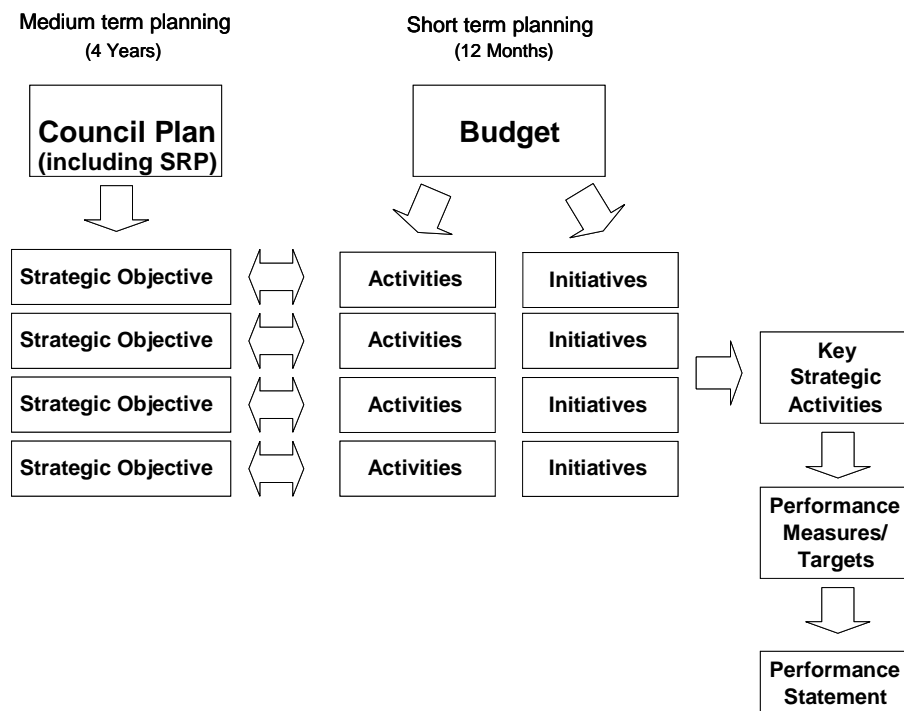 Medium term planning
(4 Years)
Short term planning
(12 Months)
Council Plan
(including SRP)
Budget
Strategic Objective
Activities
Initiatives
Strategic Objective
Activities
Initiatives
Strategic Objective
Activities
Initiatives
Strategic Objective
Activities
Initiatives
Key
Strategic
Activities
Performance
Measures/
Targets
Performance
Statement